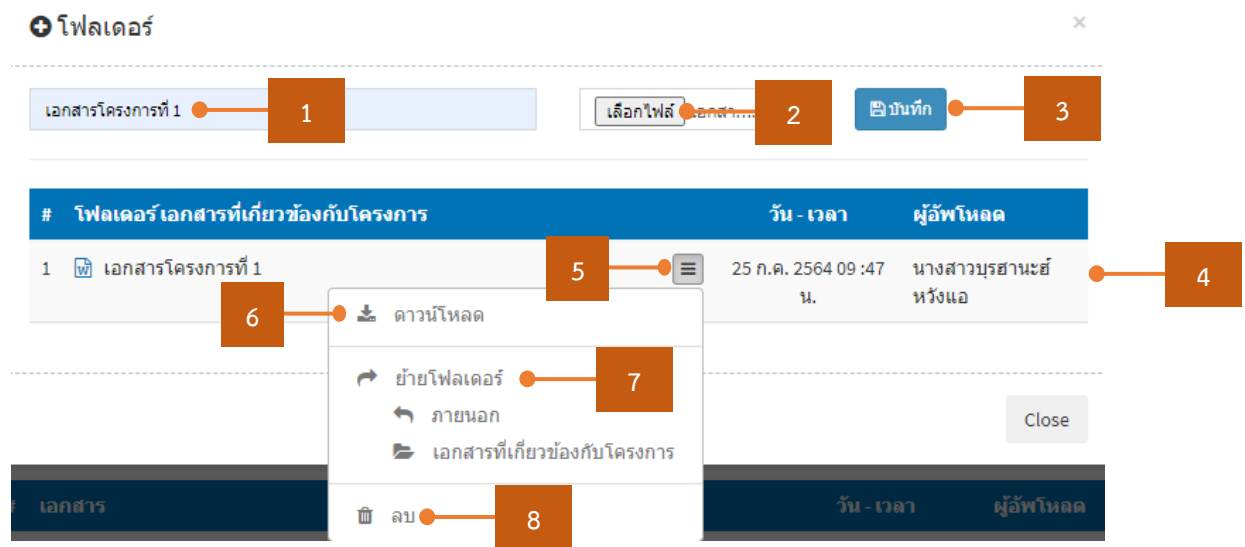 โฟลเดอร์ ×
เอกสารโครงการที่ 1 1 เลือกไฟล์ เอกสา.... 2 บันทึก 3
# โฟลเดอร์ เอกสารที่เกี่ยวข้องกับโครงการ วัน - เวลา ผู้อัพโหลด
1 เอกสารโครงการที่ 1 5 25 ก.ค. 2564 09 :47 นางสาวบุรฮานะฮ์ 4
น. หวังแอ
6 ดาวน์โหลด
ย้ายโฟลเดอร์ 7
ภายนอก Close
เอกสารที่เกี่ยวข้องกับโครงการ
# เอกสาร วัน - เวลา ผู้อัพโหลด
ลบ 8